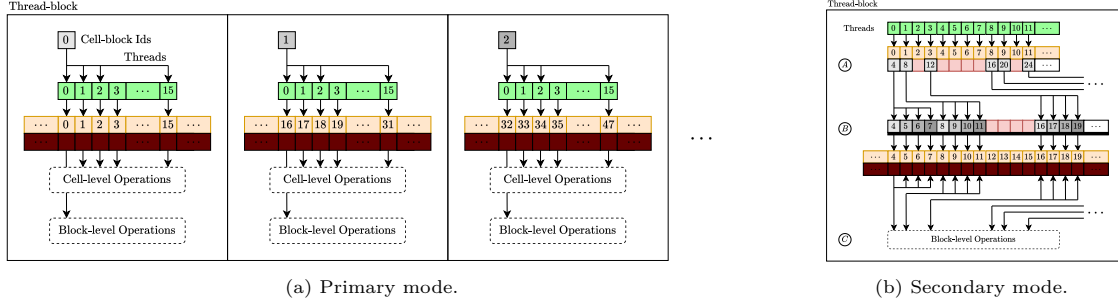 Thread-block
0 Cell-block Ids
Threads
0 1 2 3 ··· 15
··· 0 1 2 3 ··· 15 ···
Cell-level Operations
Block-level Operations
1
0 1 2 3 ··· 15
··· 16 17 18 19 ··· 31 ···
Cell-level Operations
Block-level Operations
2
0 1 2 3 ··· 15
··· 32 33 34 35 ··· 47 ···
Cell-level Operations
Block-level Operations
···
(a) Primary mode.
Thread-block
Threads 0 1 2 3 4 5 6 7 8 9 10 11 ···
0 1 2 3 4 5 6 7 8 9 10 11 ···
A 4 8 12 16 20 24 ···
···
B 4 5 6 7 8 9 10 11 16 17 18 19 ···
··· 4 5 6 7 8 9 10 11 12 13 14 15 16 17 18 19 ···
···
C Block-level Operations
(b) Secondary mode.